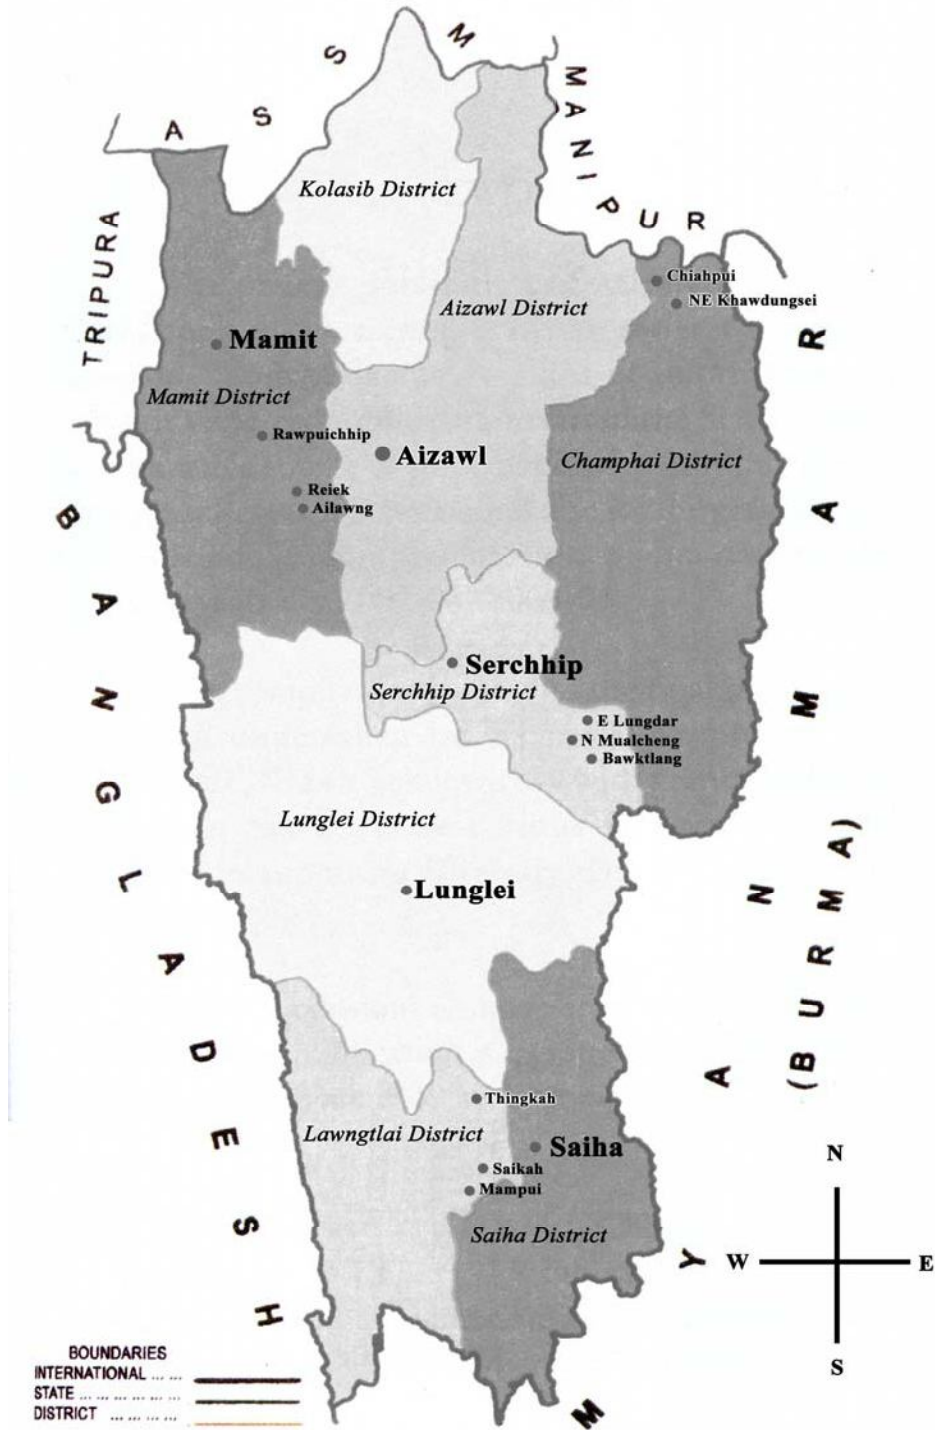 ASSM
MANIPUR
TRIPURA
Kolasib District
Chiahpui
NE Khawdungsei
Aizawl District
Mamit
Mamit District
Rawpuichhip
Aizawl
Champhai District
Reiek
Ailawng
Serchhip
Serchhip District
E Lungdar
N Mualcheng
Bawktlang
Lunglei District
Lunglei
Thingkah
Lawngtlai District
Saiha
Saikah
Mampui
Saiha District
BANGLADESH
MYANMAR
(BURMA)
N
W
E
S
BOUNDARIES
INTERNATIONAL ... ...
STATE ... ... ... ... ... ...
DISTRICT ... ... ... ...